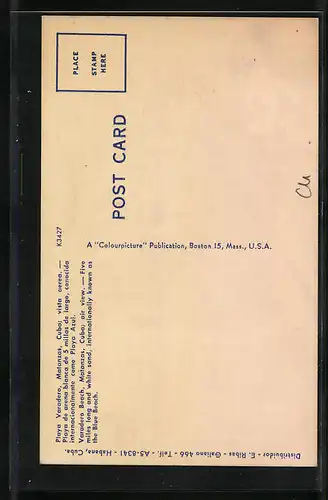 PLACE
STAMP
HERE
POST CARD
A "Colourpicture" Publication, Boston 15, Mass., U.S.A.
K3427
Playa Varadero, Matanzas, Cuba: vista aerea. —
Playa de arena blanca de 5 millas de largo, conocida
internacionalmente como Playa Azul.
Varadero Beach, Matanzas, Cuba; air view. — Five
miles long and white sand, internationally known as
the Blue Beach.
Distribuidor E. Ribas - Galiano 466 - Telf. A5-8341 - Habana, Cuba.